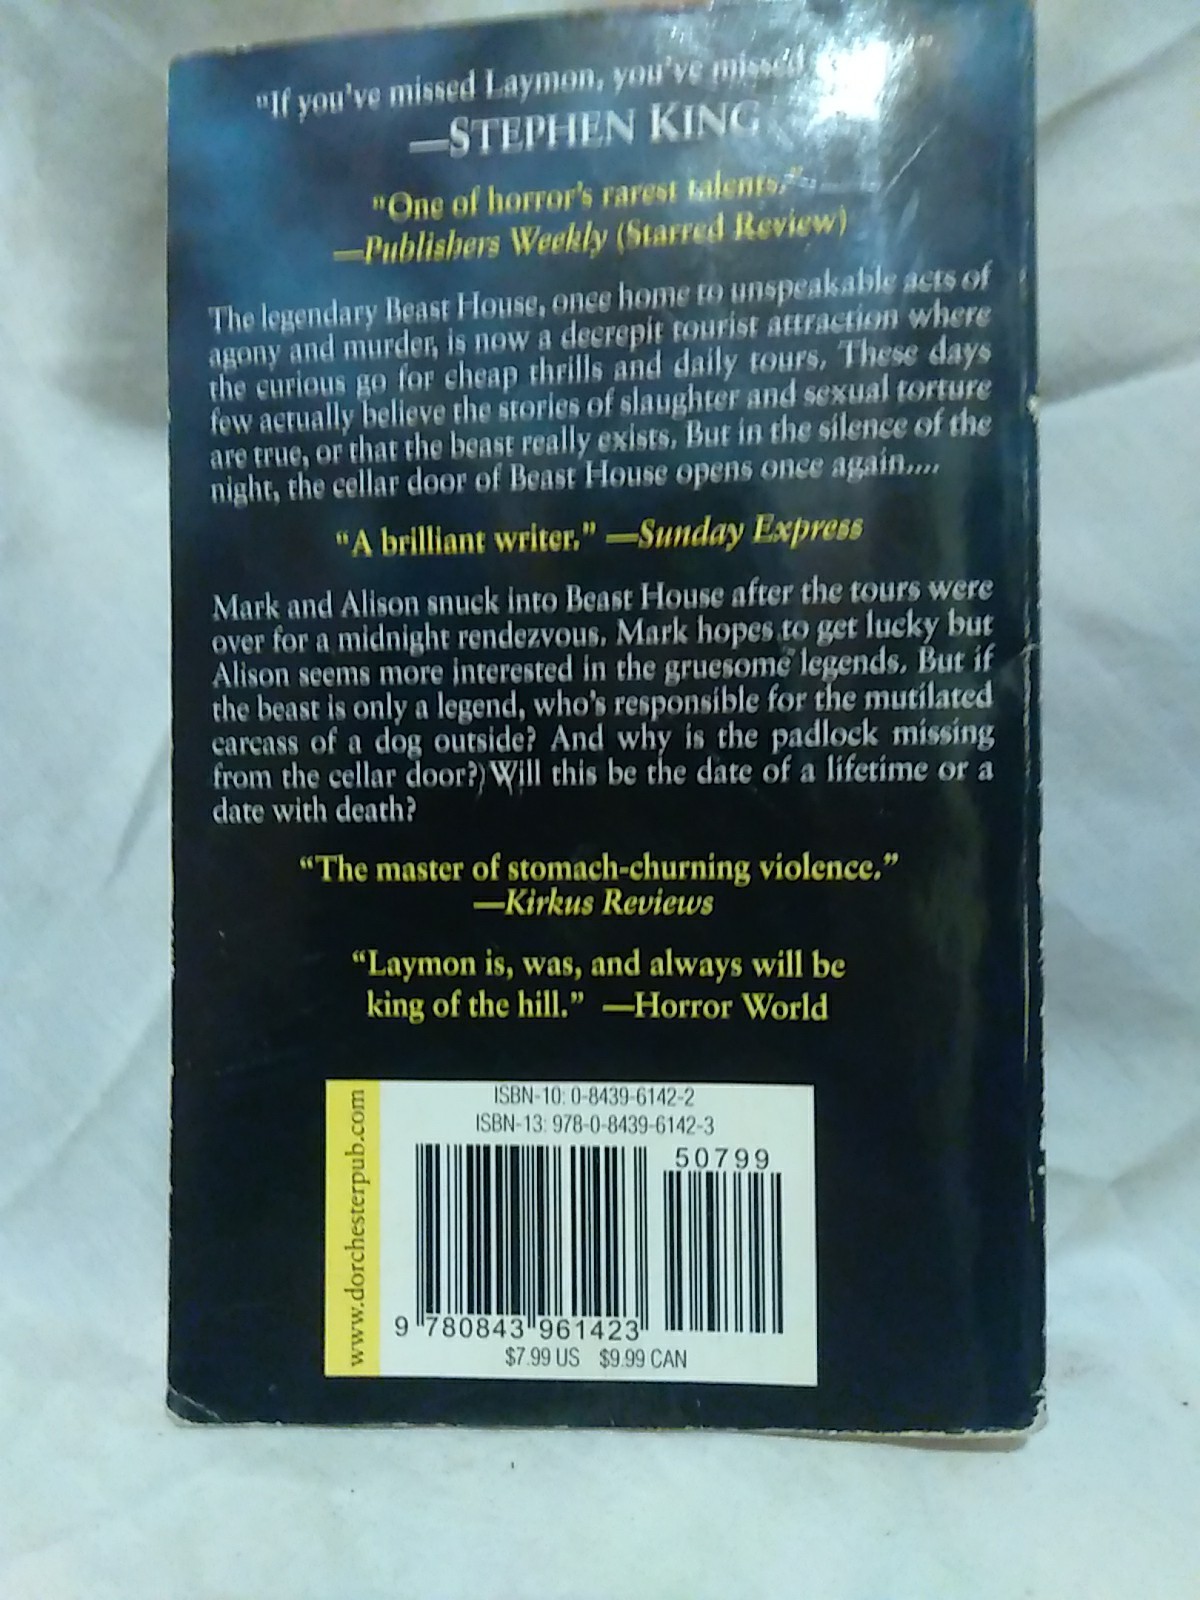 "If you've missed Laymon, you've missed
—STEPHEN KING
"One of horror's rarest talents."
—Publishers Weekly (Starred Review)
The legendary Beast House, once home to unspeakable acts of
agony and murder, is now a decrepit tourist attraction where
the curious go for cheap thrills and daily tours. These days
few actually believe the stories of slaughter and sexual torture
are true, or that the beast really exists. But in the silence of the
night, the cellar door of Beast House opens once again....
"A brilliant writer." —Sunday Express
Mark and Alison snuck into Beast House after the tours were
over for a midnight rendezvous. Mark hopes to get lucky but
Alison seems more interested in the gruesome legends. But if
the beast is only a legend, who's responsible for the mutilated
carcass of a dog outside? And why is the padlock missing
from the cellar door? Will this be the date of a lifetime or a
date with death?
"The master of stomach-churning violence."
—Kirkus Reviews
"Laymon is, was, and always will be
king of the hill." —Horror World
www.dorchesterpub.com
ISBN-10: 0-8439-6142-2
ISBN-13: 978-0-8439-6142-3
50799
9 780843 961423
$7.99 US $9.99 CAN